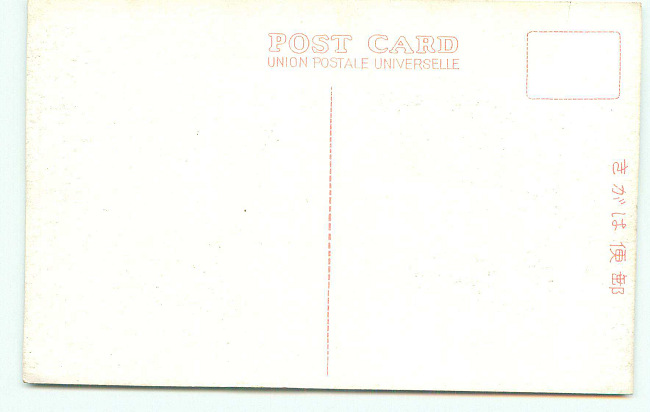 POST CARD
UNION POSTALE UNIVERSELLE
郵便はがき